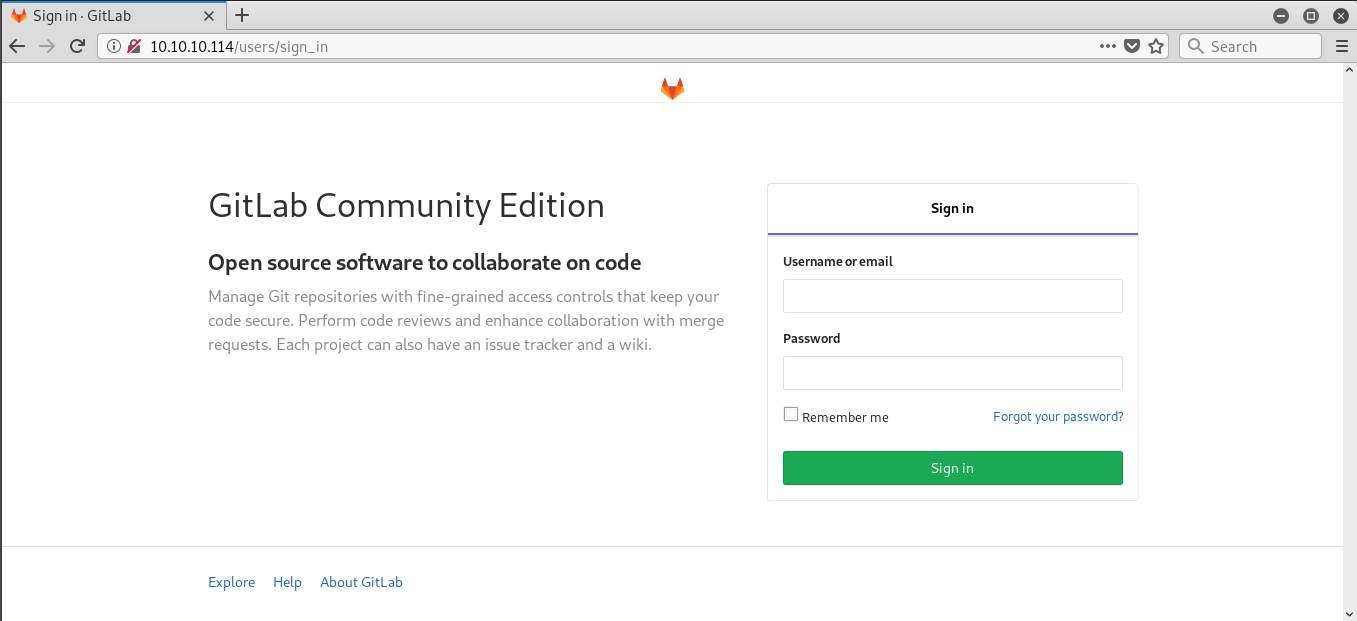 Sign in · GitLab
10.10.10.114/users/sign_in
Search
GitLab Community Edition
Open source software to collaborate on code
Manage Git repositories with fine-grained access controls that keep your
code secure. Perform code reviews and enhance collaboration with merge
requests. Each project can also have an issue tracker and a wiki.
Sign in
Username or email
Password
Remember me
Forgot your password?
Sign in
Explore
Help
About GitLab